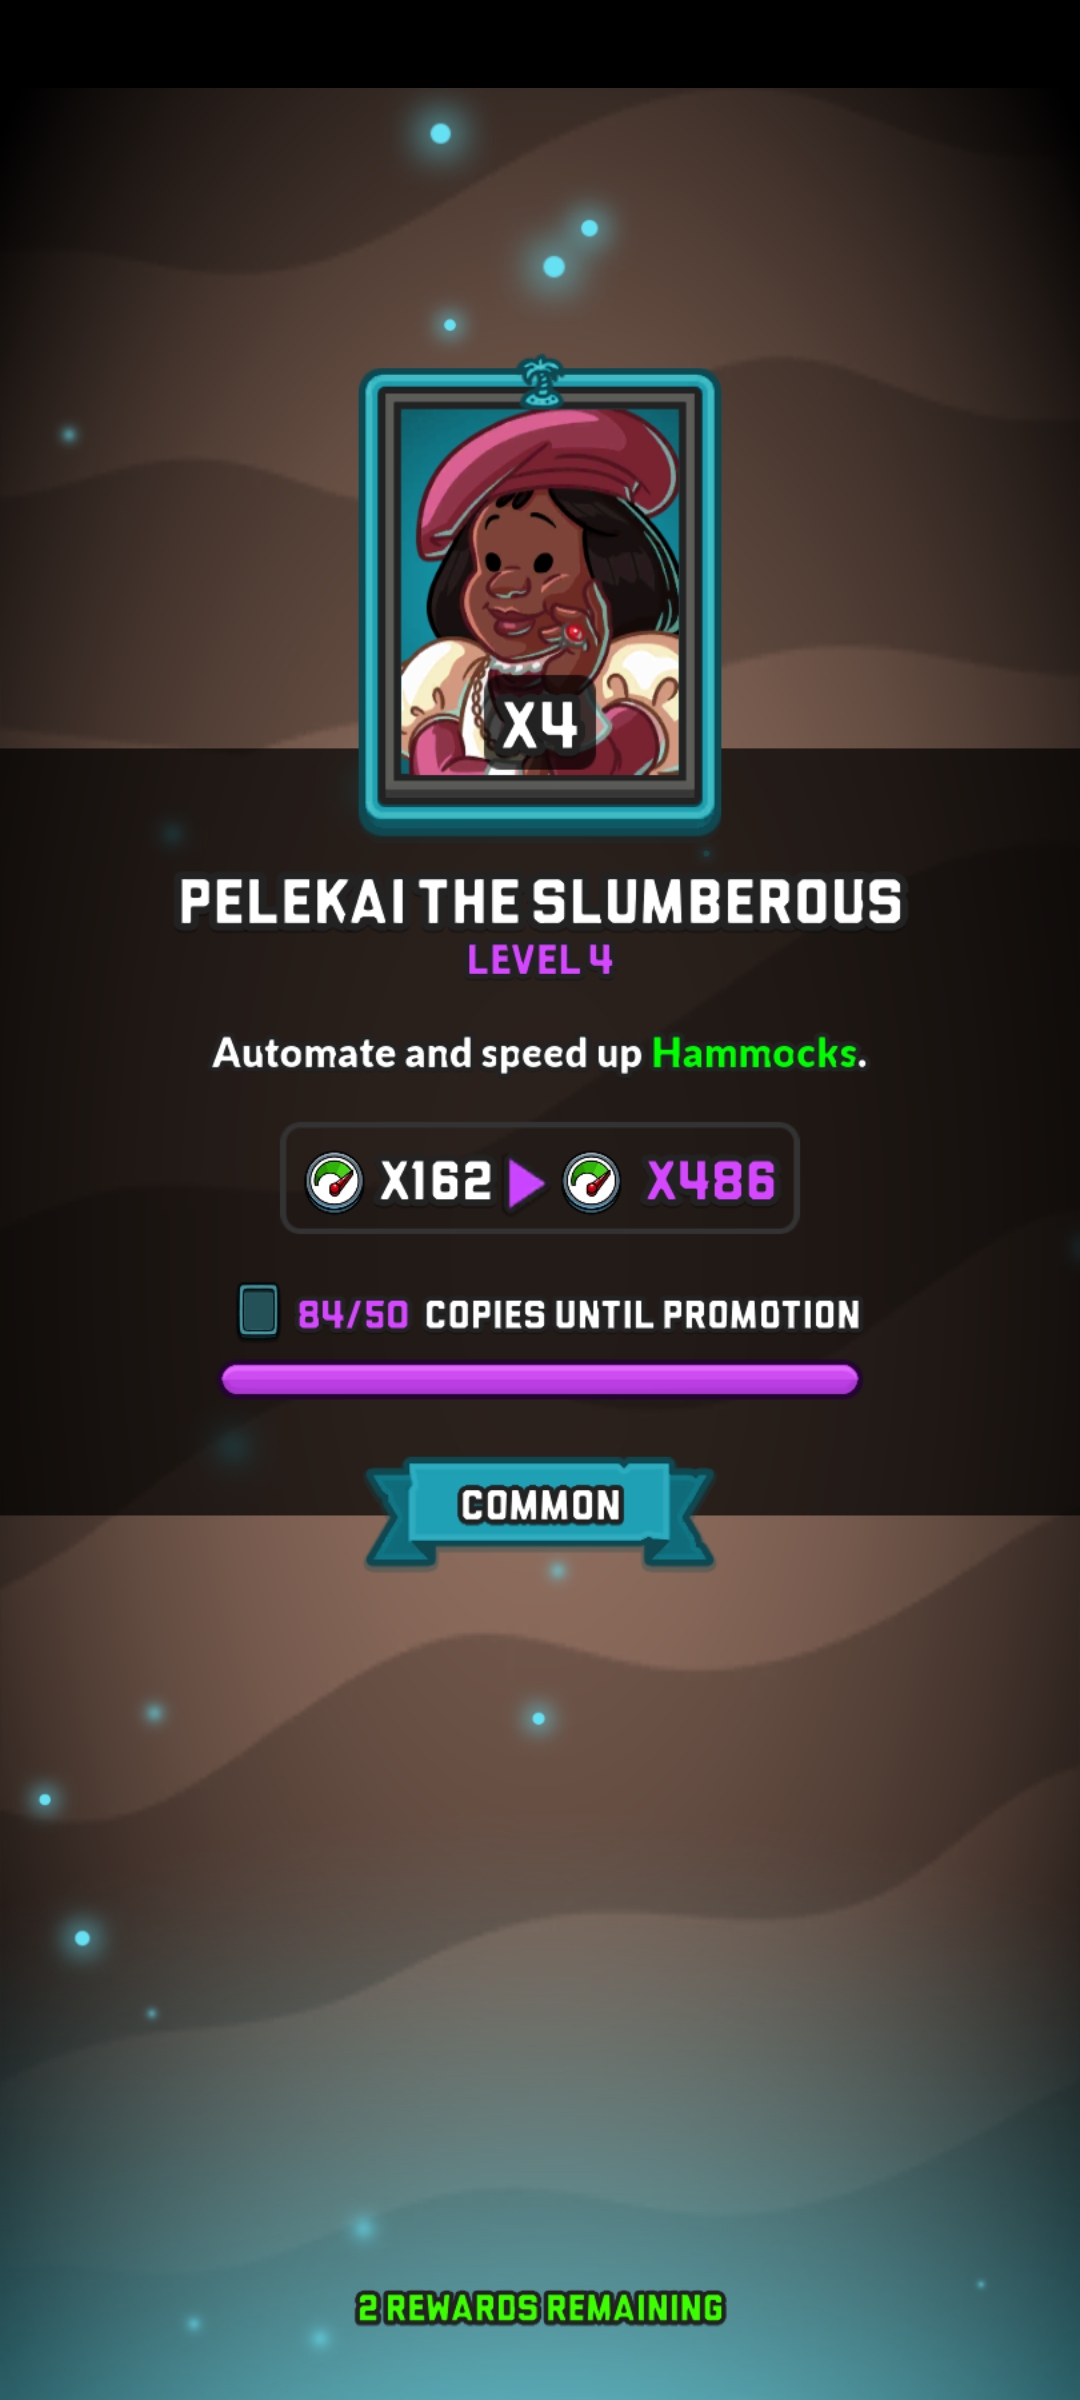 X4
PELEKAI THE SLUMBEROUS
LEVEL 4
Automate and speed up Hammocks.
X162 X486
84/50 COPIES UNTIL PROMOTION
COMMON
2 REWARDS REMAINING